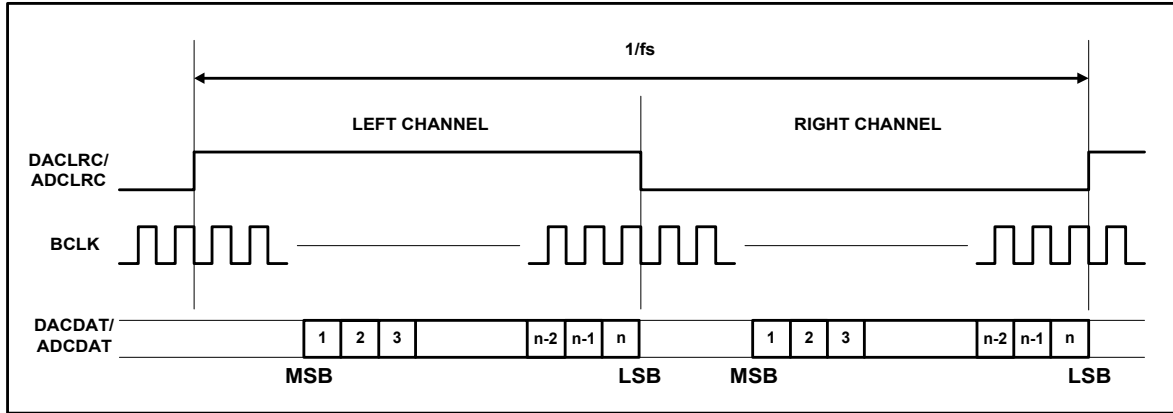 1/fs
LEFT CHANNEL RIGHT CHANNEL
DACLRC/
ADCLRC
BCLK
DACDAT/
ADCDAT
1 2 3 n-2 n-1 n 1 2 3 n-2 n-1 n
MSB LSB MSB LSB